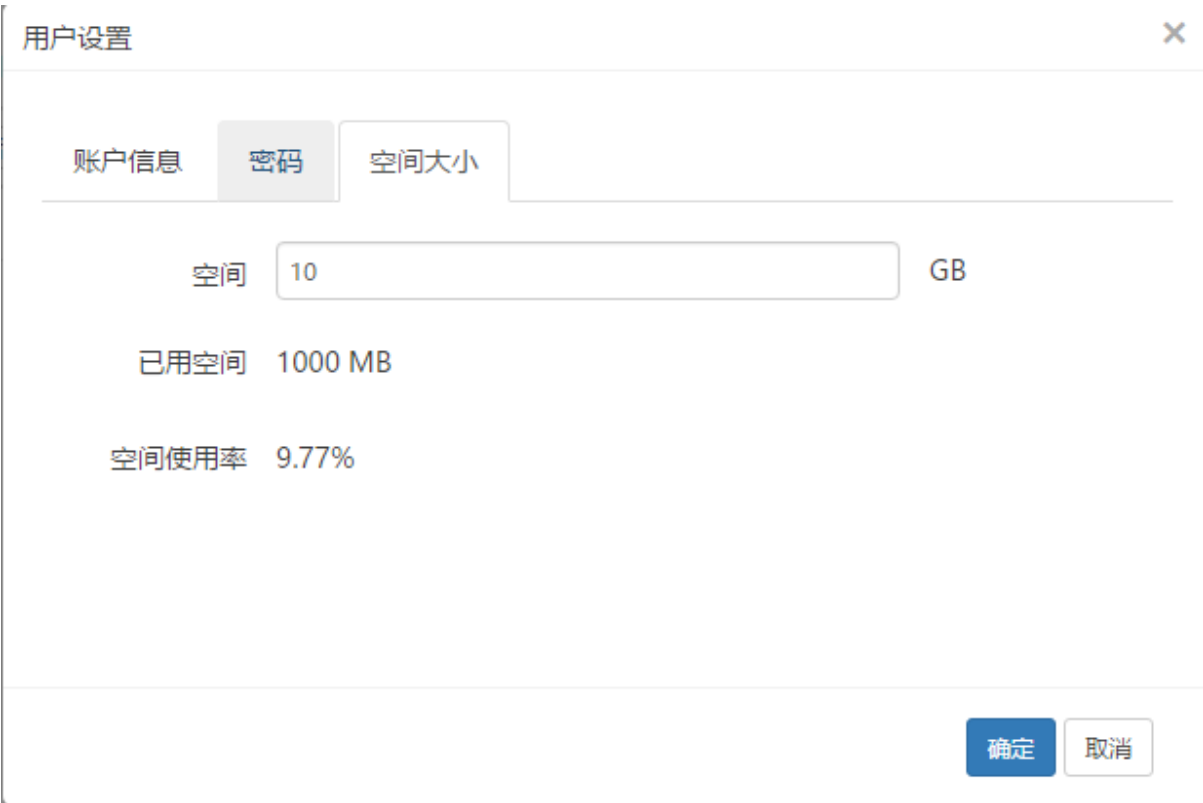 用户设置 ×
账户信息 密码 空间大小
空间 10 GB
已用空间 1000 MB
空间使用率 9.77%
确定 取消